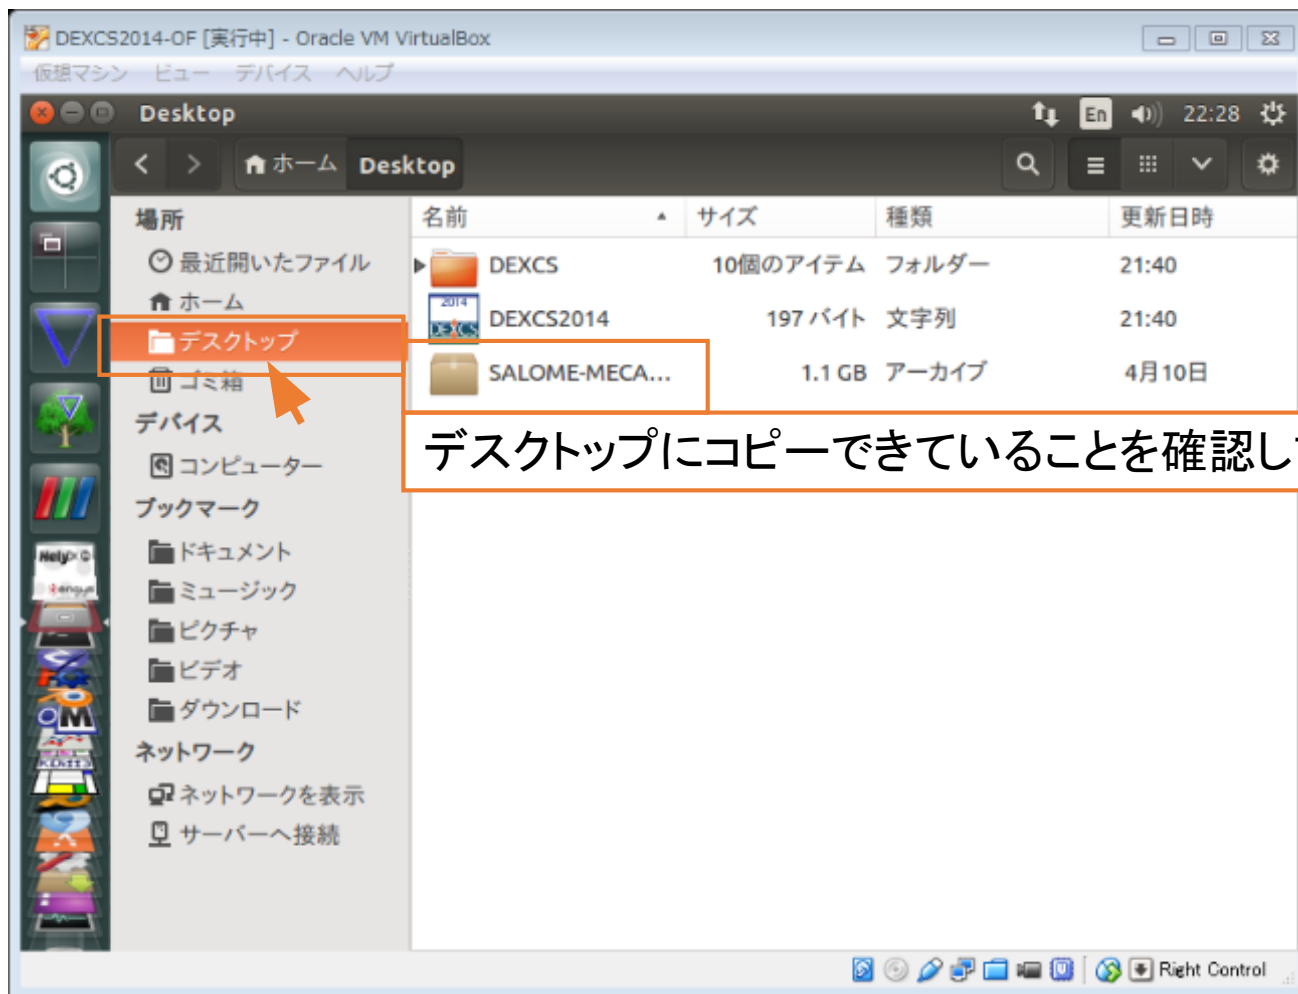 DEXCS2014-OF [実行中] - Oracle VM VirtualBox
仮想マシン ビュー デバイス ヘルプ
Desktop En 22:28
ホーム Desktop
場所
最近開いたファイル
ホーム
デスクトップ
ゴミ箱
デバイス
コンピューター
ブックマーク
ドキュメント
ミュージック
ピクチャ
ビデオ
ダウンロード
ネットワーク
ネットワークを表示
サーバーへ接続
名前 サイズ 種類 更新日時
DEXCS 10個のアイテム フォルダー 21:40
2014
DEXCS
DEXCS2014 197 バイト 文字列 21:40
SALOME-MECA... 1.1 GB アーカイブ 4月10日
デスクトップにコピーできていることを確認し
Right Control